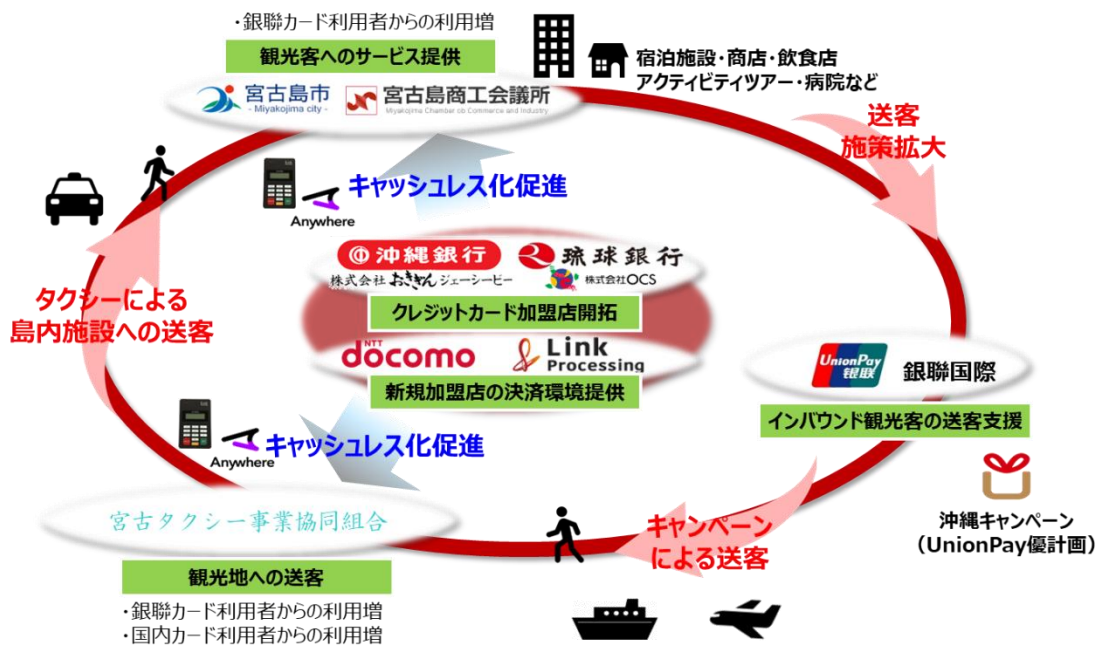 ・銀聯カード利用者からの利用増
観光客へのサービス提供
宮古島市
- Miyakojima city -
宮古島商工会議所
Miyakojima Chamber ob Commerce and Industry
宿泊施設・商店・飲食店
アクティビティツアー・病院など
送客
施策拡大
キャッシュレス化促進
Anywhere
沖縄銀行
株式会社おきぎんジェーシービー
琉球銀行
株式会社OCS
クレジットカード加盟店開拓
NTT
docomo
Link
Processing
新規加盟店の決済環境提供
タクシーによる
島内施設への送客
UnionPay
银联
銀聯国際
インバウンド観光客の送客支援
キャッシュレス化促進
Anywhere
宮古タクシー事業協同組合
観光地への送客
・銀聯カード利用者からの利用増
・国内カード利用者からの利用増
キャンペーン
による送客
沖縄キャンペーン
（UnionPay優計画）